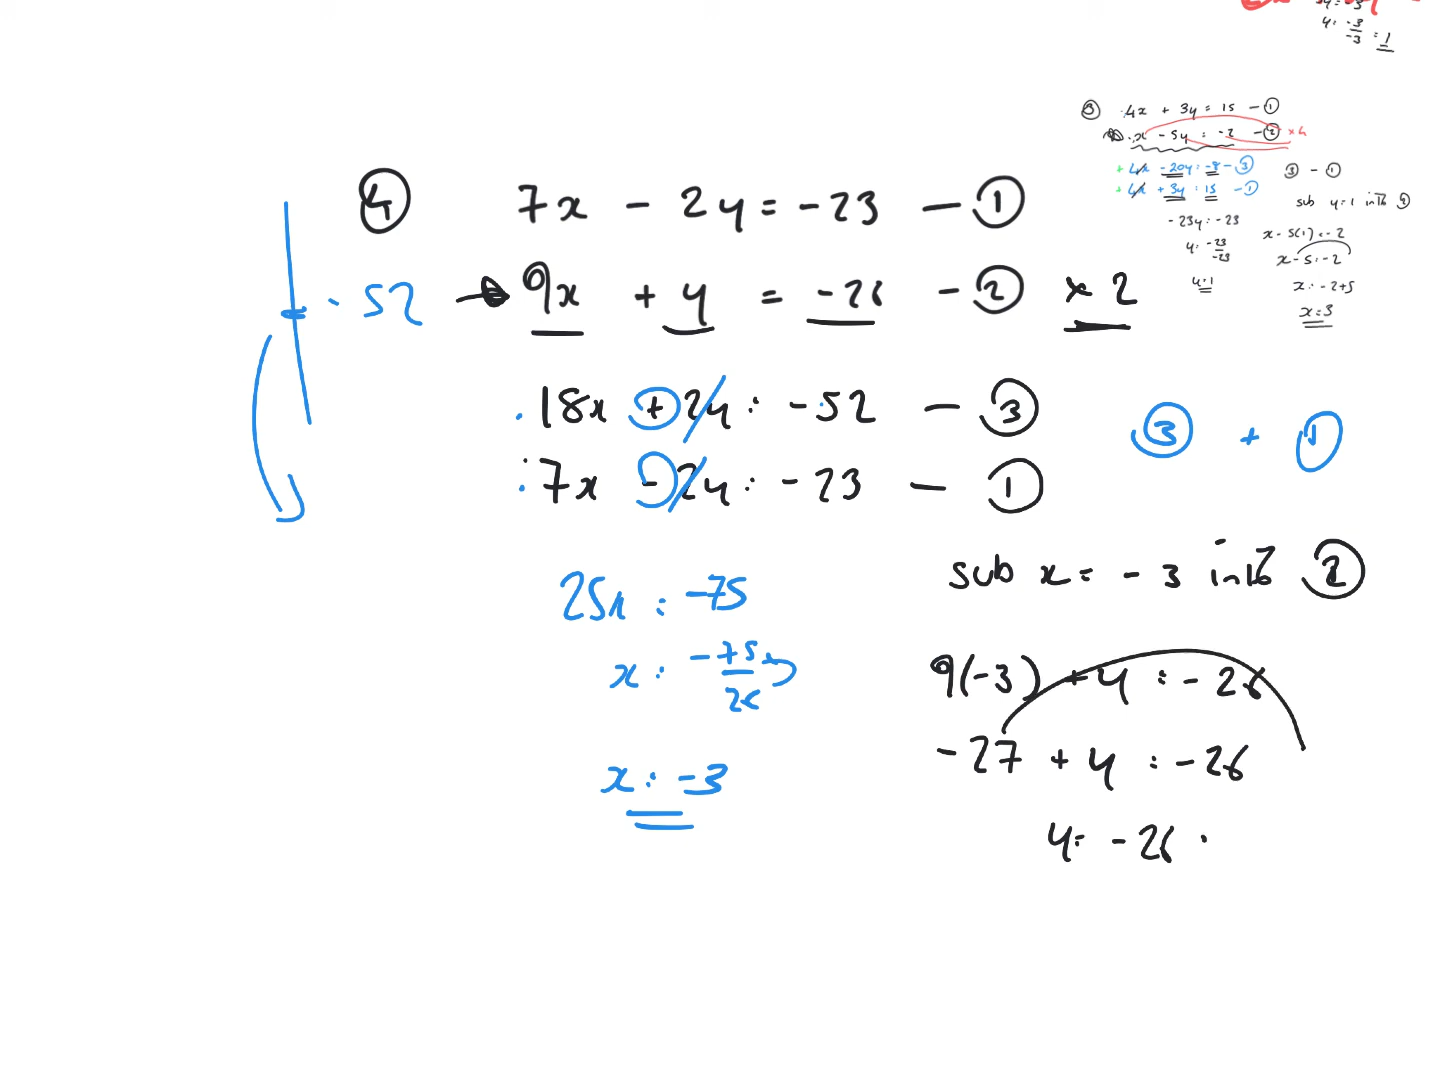 y = -3/-3 = 1
③ 4x + 3y = 15 - ①
x - 5y = -2 - ② ×4
+ 4x - 20y = -8 - ③
+ 4x + 3y = 15 - ①
- 23y = -23
y = -23/-23
y = 1
③ - ①
sub y = 1 into ②
x - 5(1) = -2
x - 5 = -2
x = -2 + 5
x = 3
④ 7x - 2y = -23 - ①
9x + y = -26 - ② × 2
- 52
18x + 2y = -52 - ③
7x - 2y = -23 - ①
③ + ①
25x = -75
x = -75/25
x = -3
sub x = -3 into ②
9(-3) + y = -26
-27 + y = -26
y = -26